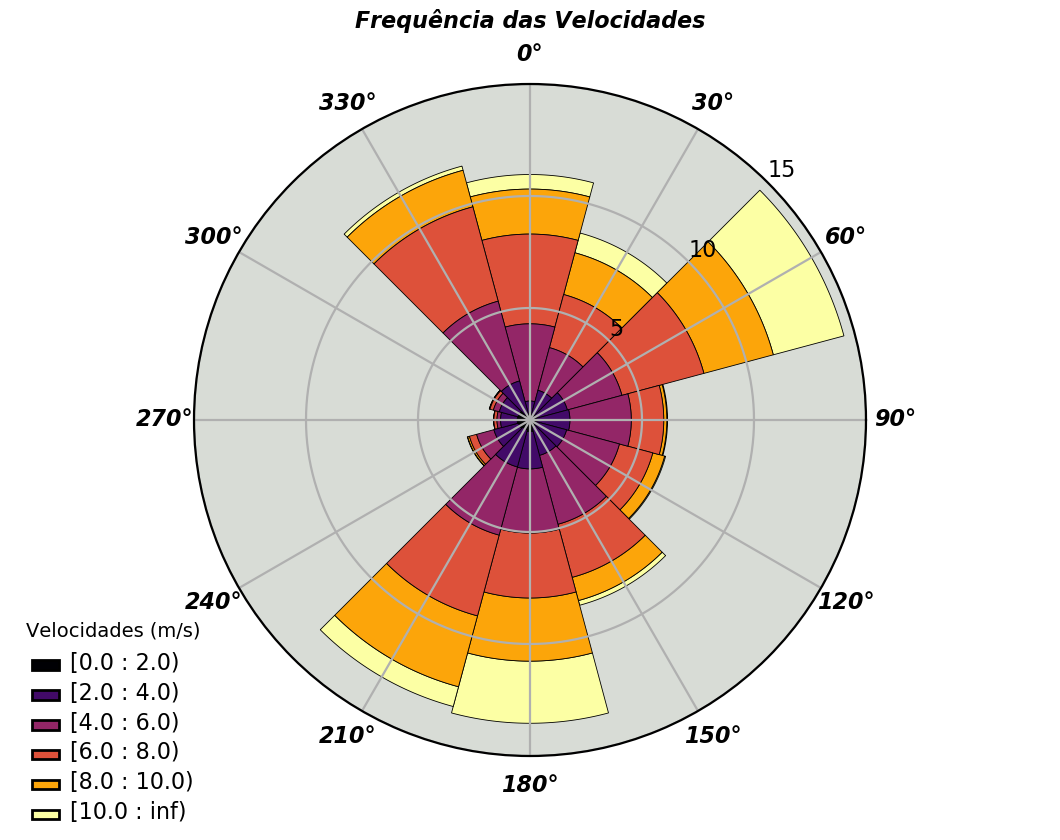 Frequência das Velocidades
0°
330°
30°
15
300°
60°
10
5
270°
90°
240°
120°
210°
150°
180°
Velocidades (m/s)
[0.0 : 2.0)
[2.0 : 4.0)
[4.0 : 6.0)
[6.0 : 8.0)
[8.0 : 10.0)
[10.0 : inf)